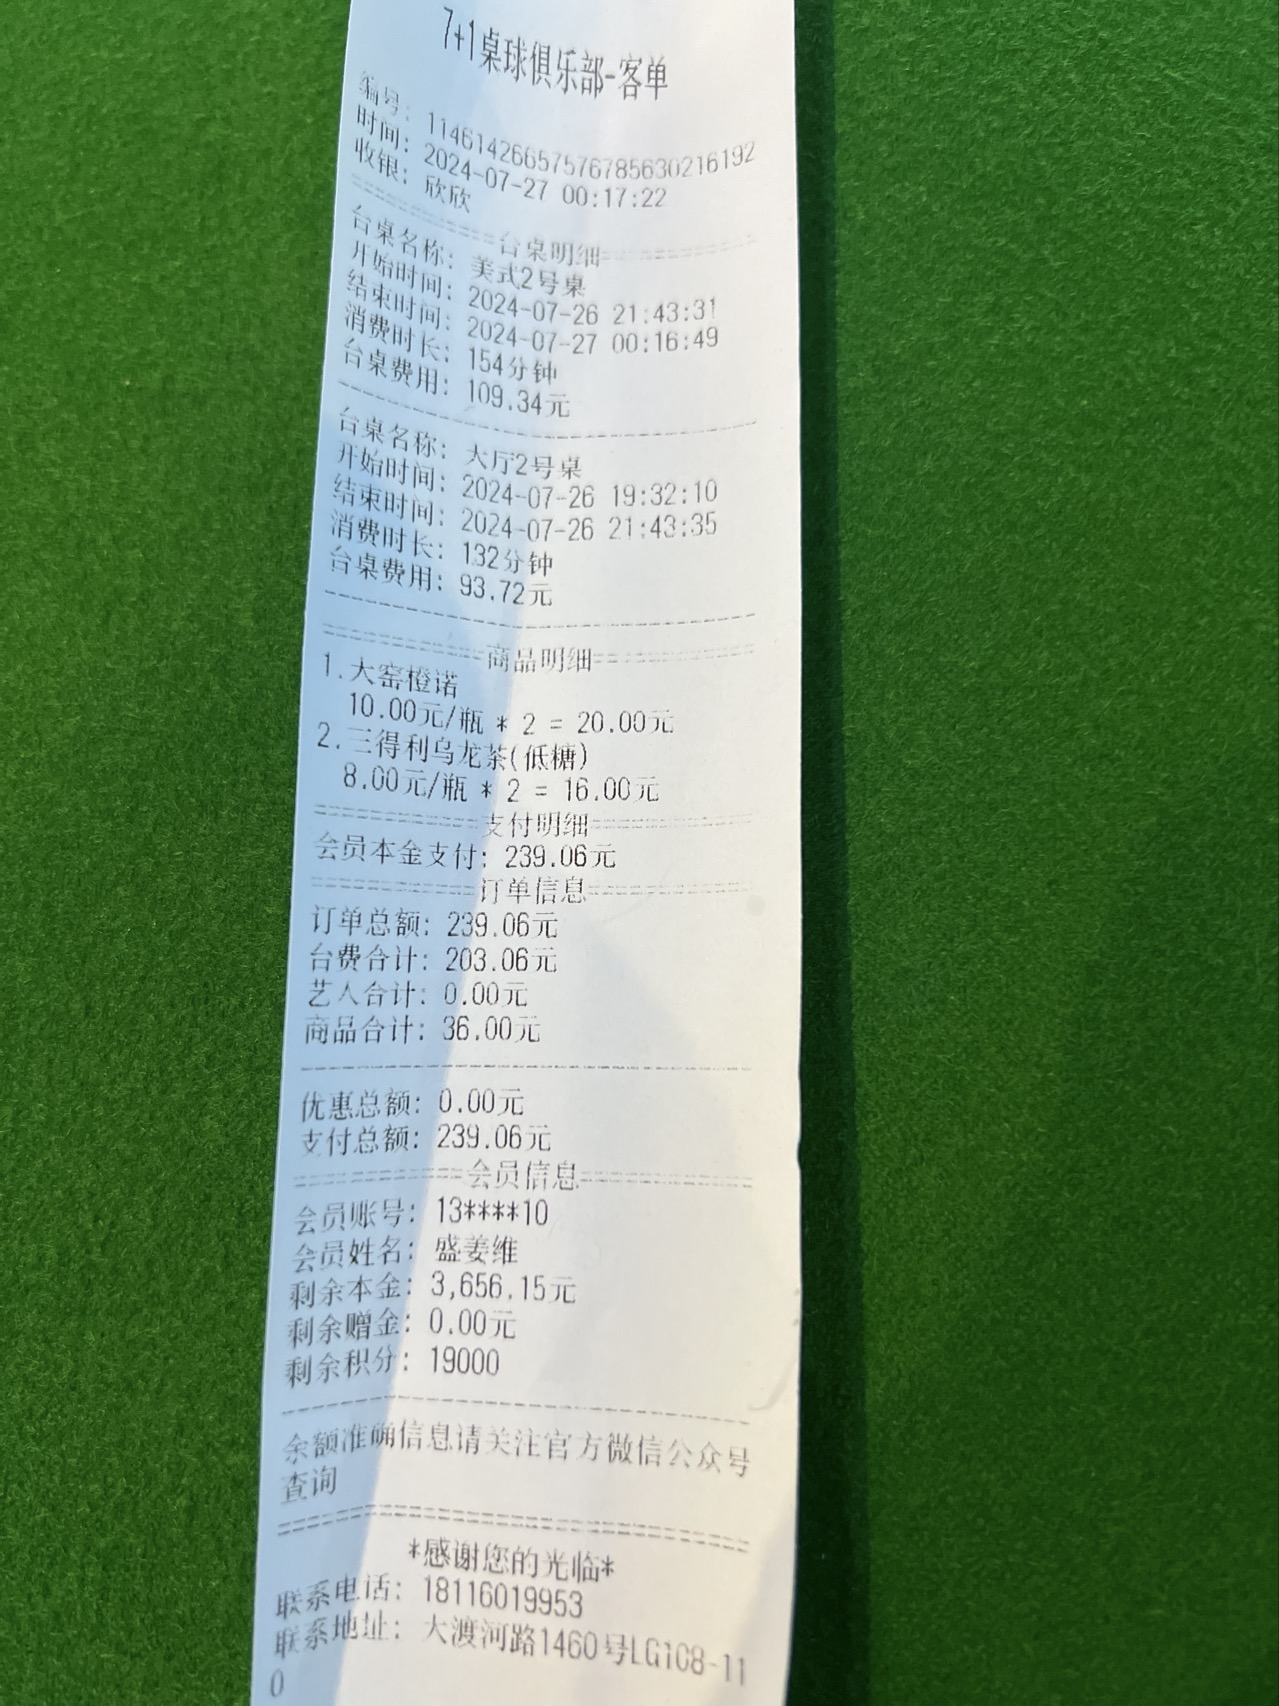 7+1桌球俱乐部-客单
编号: 11461426657576785630216192
时间: 2024-07-27 00:17:22
收银: 欣欣
台桌明细
台桌名称: 美式2号桌
开始时间: 2024-07-26 21:43:31
结束时间: 2024-07-27 00:16:49
消费时长: 154分钟
台桌费用: 109.34元
台桌名称: 大厅2号桌
开始时间: 2024-07-26 19:32:10
结束时间: 2024-07-26 21:43:35
消费时长: 132分钟
台桌费用: 93.72元
商品明细
1.大窑橙诺
10.00元/瓶 * 2 = 20.00元
2.三得利乌龙茶(低糖)
8.00元/瓶 * 2 = 16.00元
支付明细
会员本金支付: 239.06元
订单信息
订单总额: 239.06元
台费合计: 203.06元
艺人合计: 0.00元
商品合计: 36.00元
优惠总额: 0.00元
支付总额: 239.06元
会员信息
会员账号: 13****10
会员姓名: 盛姜维
剩余本金: 3,656.15元
剩余赠金: 0.00元
剩余积分: 19000
余额准确信息请关注官方微信公众号
查询
*感谢您的光临*
联系电话: 18116019953
联系地址: 大渡河路1460号LG108-11
0